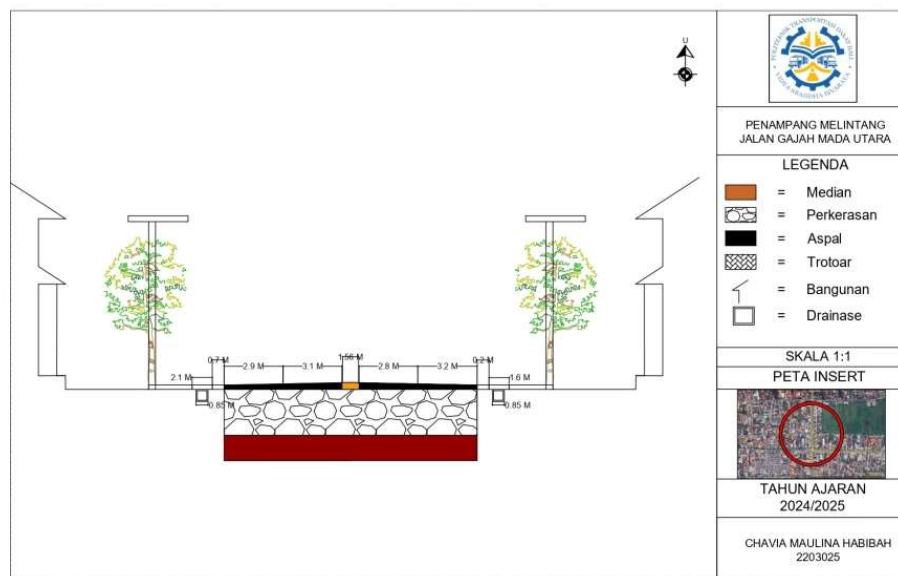 U
0.7 M
1.56 M
0.2 M
2.9 M
3.1 M
2.8 M
3.2 M
2.1 M
1.6 M
0.85 M
0.85 M
PENAMPANG MELINTANG
JALAN GAJAH MADA UTARA
LEGENDA
= Median
= Perkerasan
= Aspal
= Trotoar
= Bangunan
= Drainase
SKALA 1:1
PETA INSERT
TAHUN AJARAN
2024/2025
CHAVIA MAULINA HABIBAH
2203025